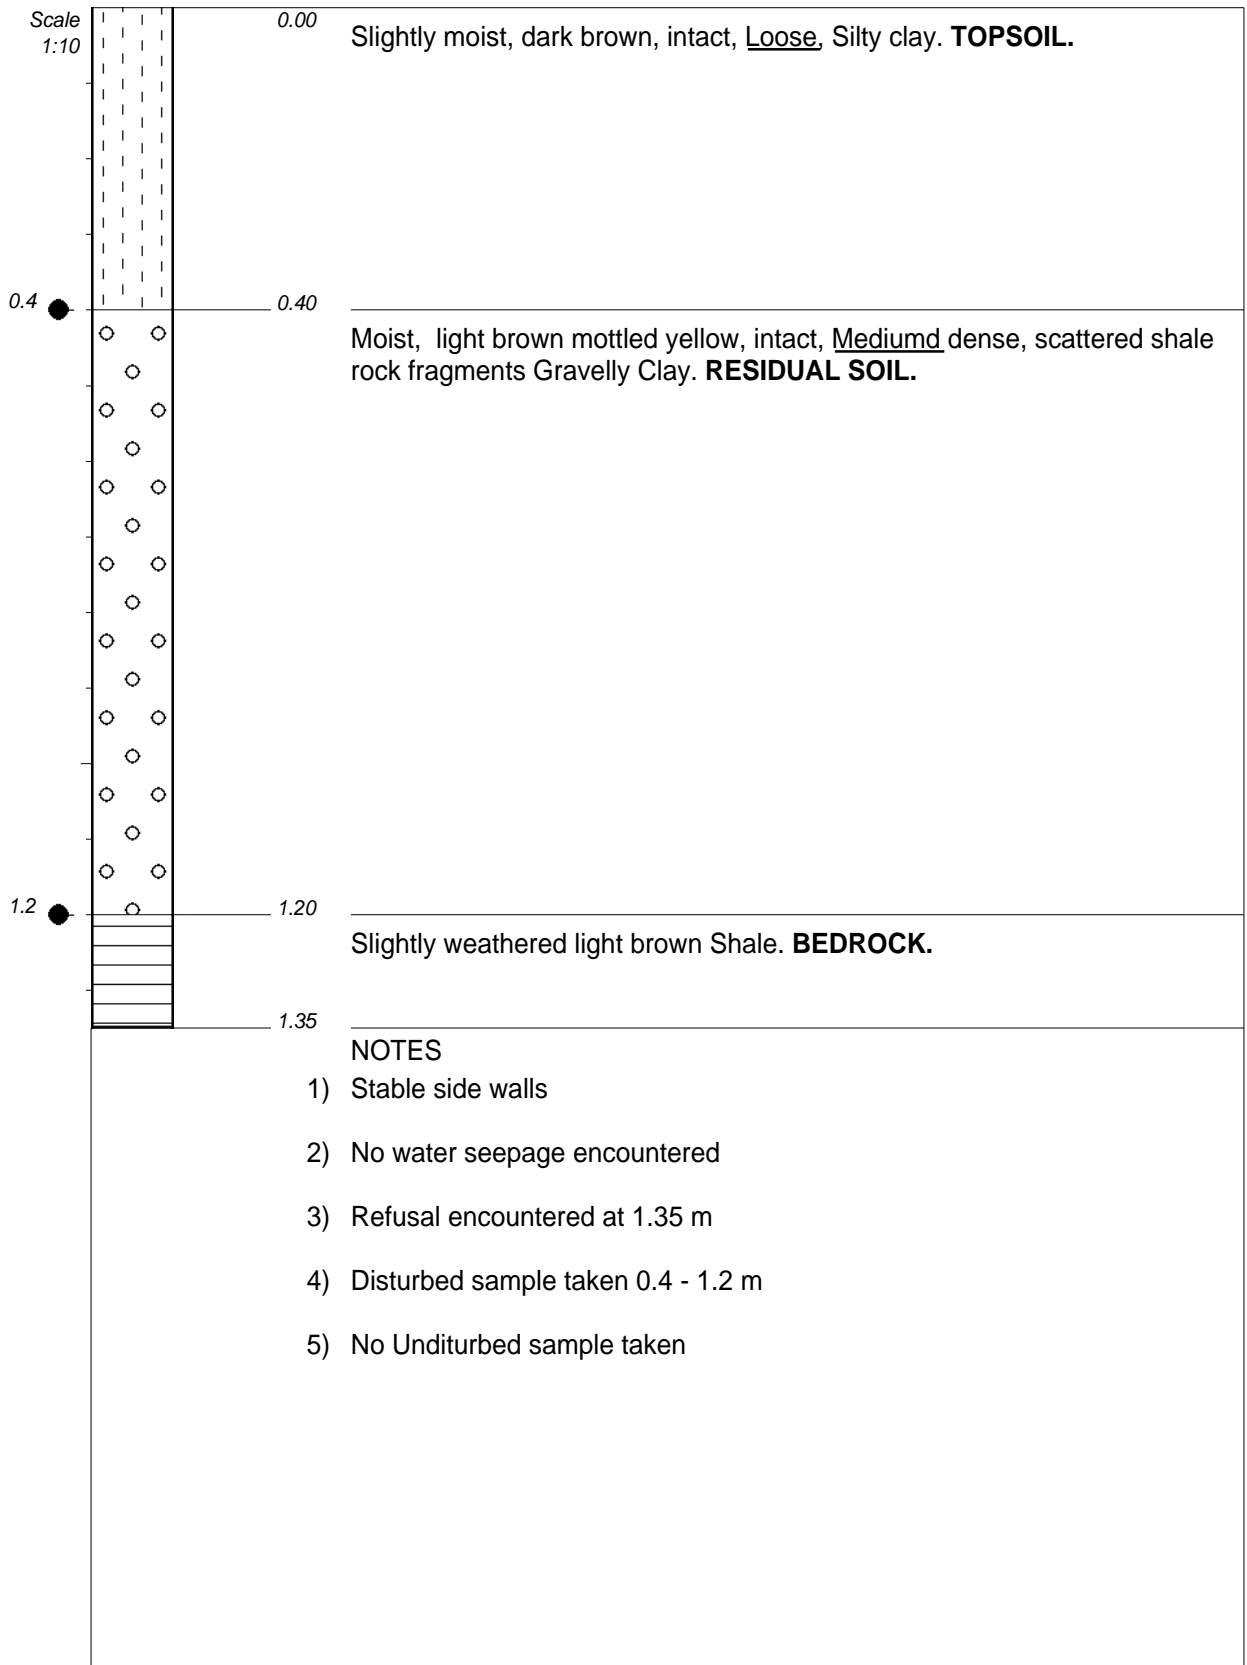 Scale
1:10
0.00
Slightly moist, dark brown, intact, Loose, Silty clay. TOPSOIL.
0.4
0.40
Moist,  light brown mottled yellow, intact, Mediumd dense, scattered shale
rock fragments Gravelly Clay. RESIDUAL SOIL.
1.2
1.20
Slightly weathered light brown Shale. BEDROCK.
1.35
NOTES
1) Stable side walls
2) No water seepage encountered
3) Refusal encountered at 1.35 m
4) Disturbed sample taken 0.4 - 1.2 m
5) No Unditurbed sample taken